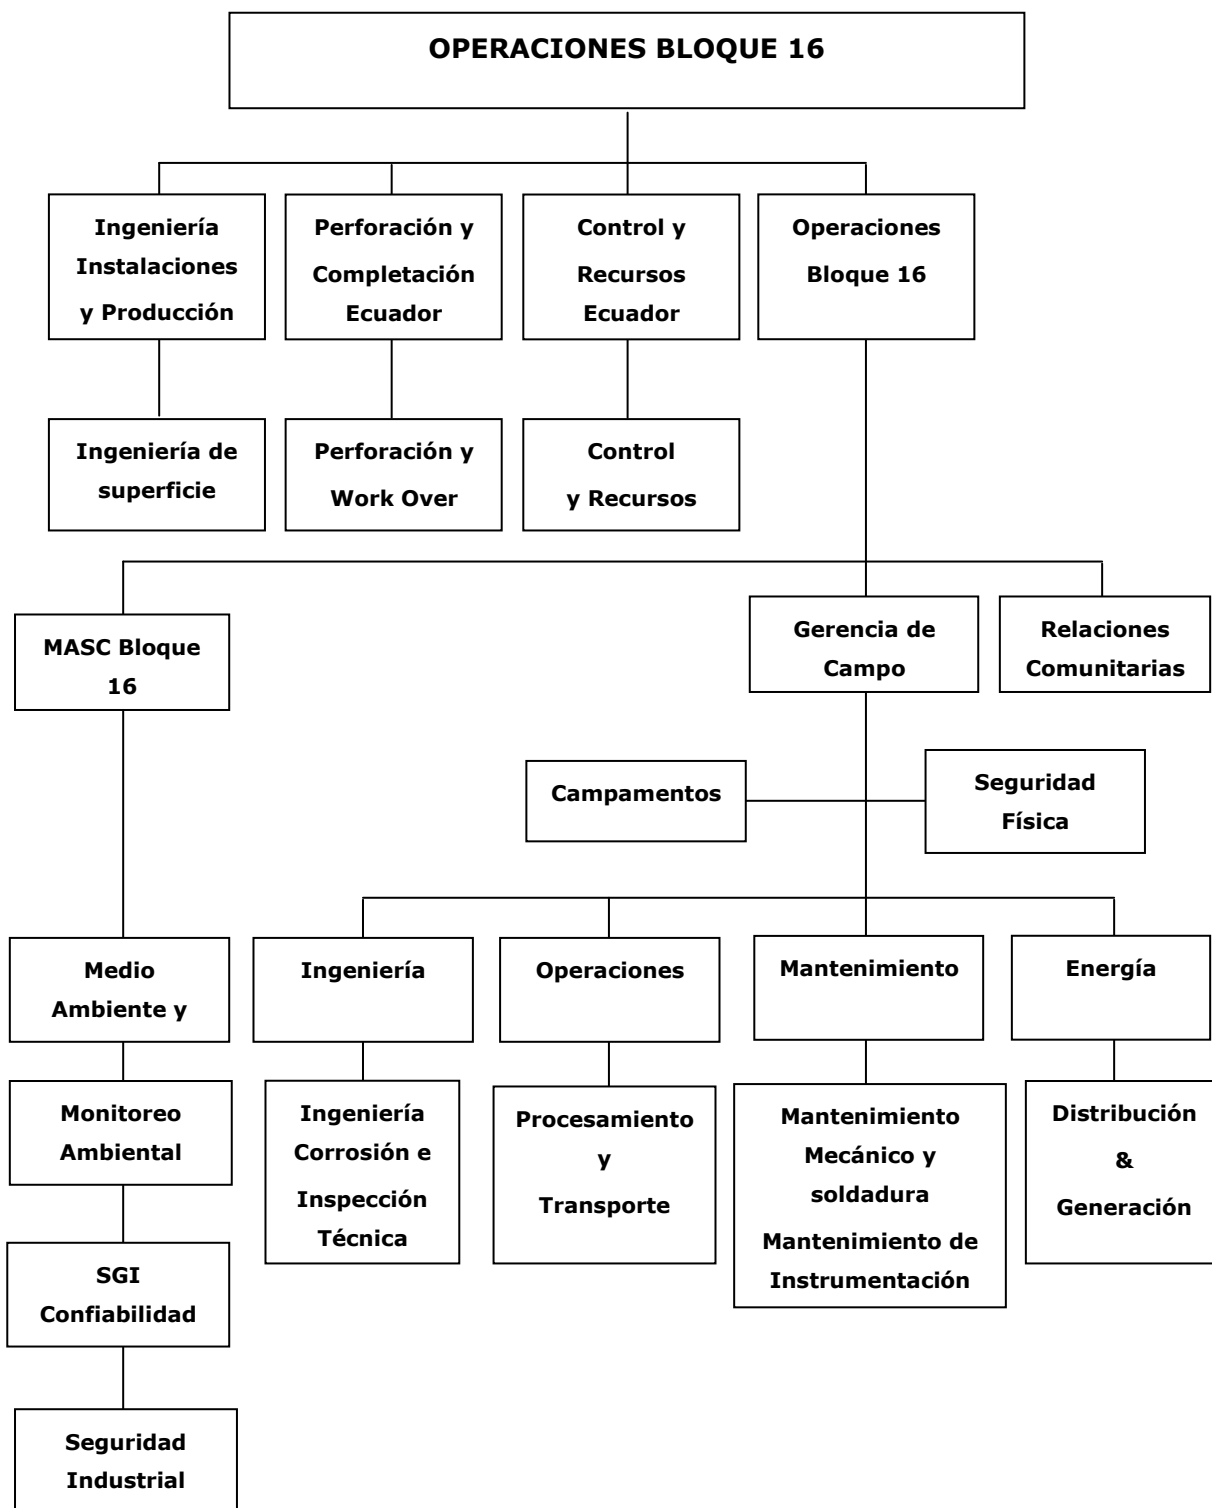 OPERACIONES BLOQUE 16
Ingeniería
Instalaciones
y Producción
Perforación y
Completación
Ecuador
Control y
Recursos
Ecuador
Operaciones
Bloque 16
Ingeniería de
superficie
Perforación y
Work Over
Control
y Recursos
MASC Bloque
16
Gerencia de
Campo
Relaciones
Comunitarias
Campamentos
Seguridad
Física
Medio
Ambiente y
Ingeniería
Operaciones
Mantenimiento
Energía
Monitoreo
Ambiental
Ingeniería
Corrosión e
Inspección
Técnica
Procesamiento
y
Transporte
Mantenimiento
Mecánico y
soldadura
Mantenimiento de
Instrumentación
Distribución
&
Generación
SGI
Confiabilidad
Seguridad
Industrial